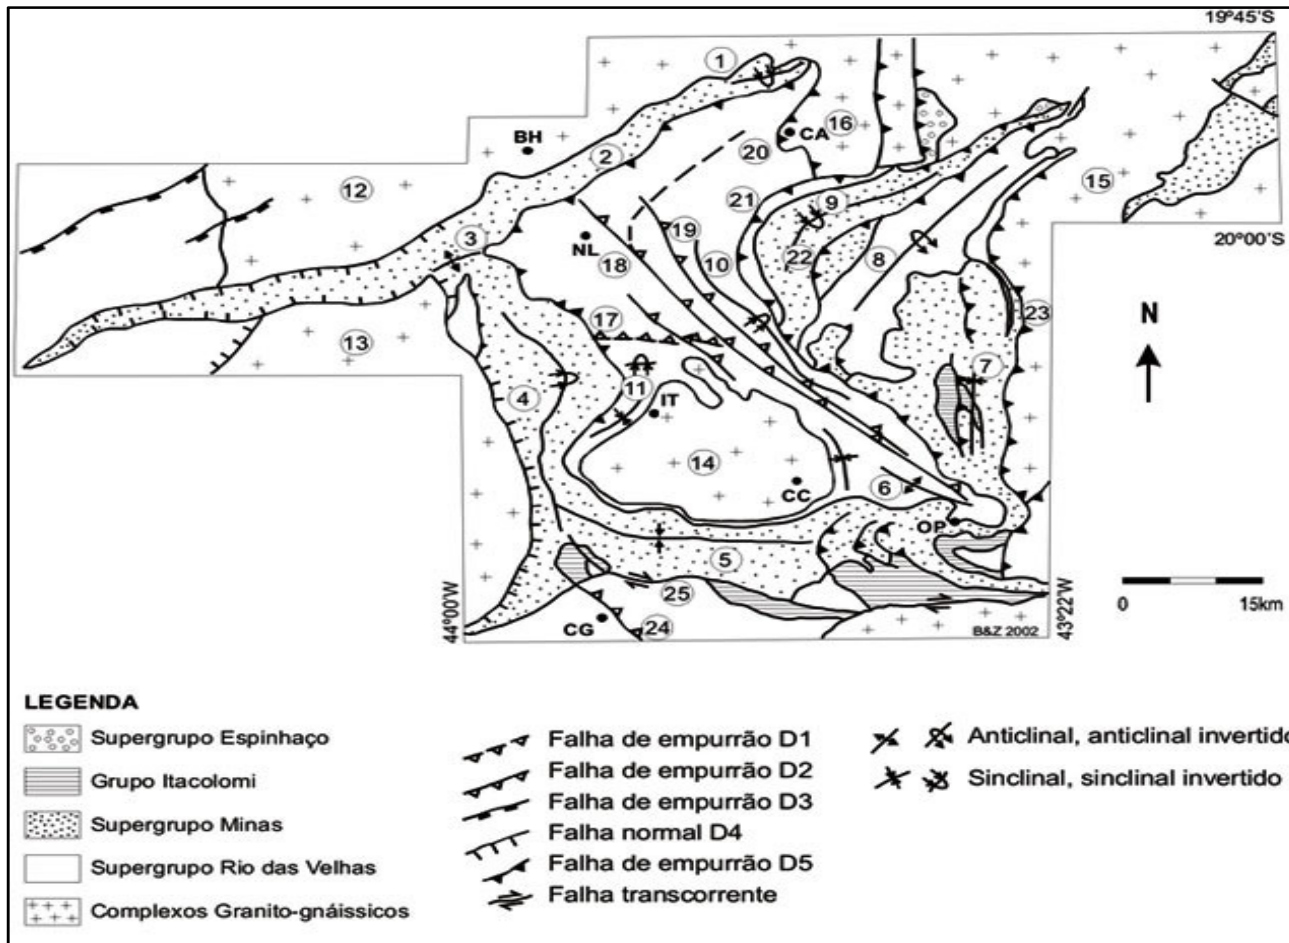 19º45'S
1
BH
2
CA
16
20
12
15
21
9
3
20º00'S
NL
19
18
10
22
8
17
23
N
13
7
4
11
IT
14
CC
6
OP
5
44º00'W
25
43º22'W
0 15km
CG
24
B&Z 2002
LEGENDA
Supergrupo Espinhaço
Grupo Itacolomi
Supergrupo Minas
Supergrupo Rio das Velhas
Complexos Granito-gnáissicos
Falha de empurrão D1
Falha de empurrão D2
Falha de empurrão D3
Falha normal D4
Falha de empurrão D5
Falha transcorrente
Anticlinal, anticlinal invertido
Sinclinal, sinclinal invertido